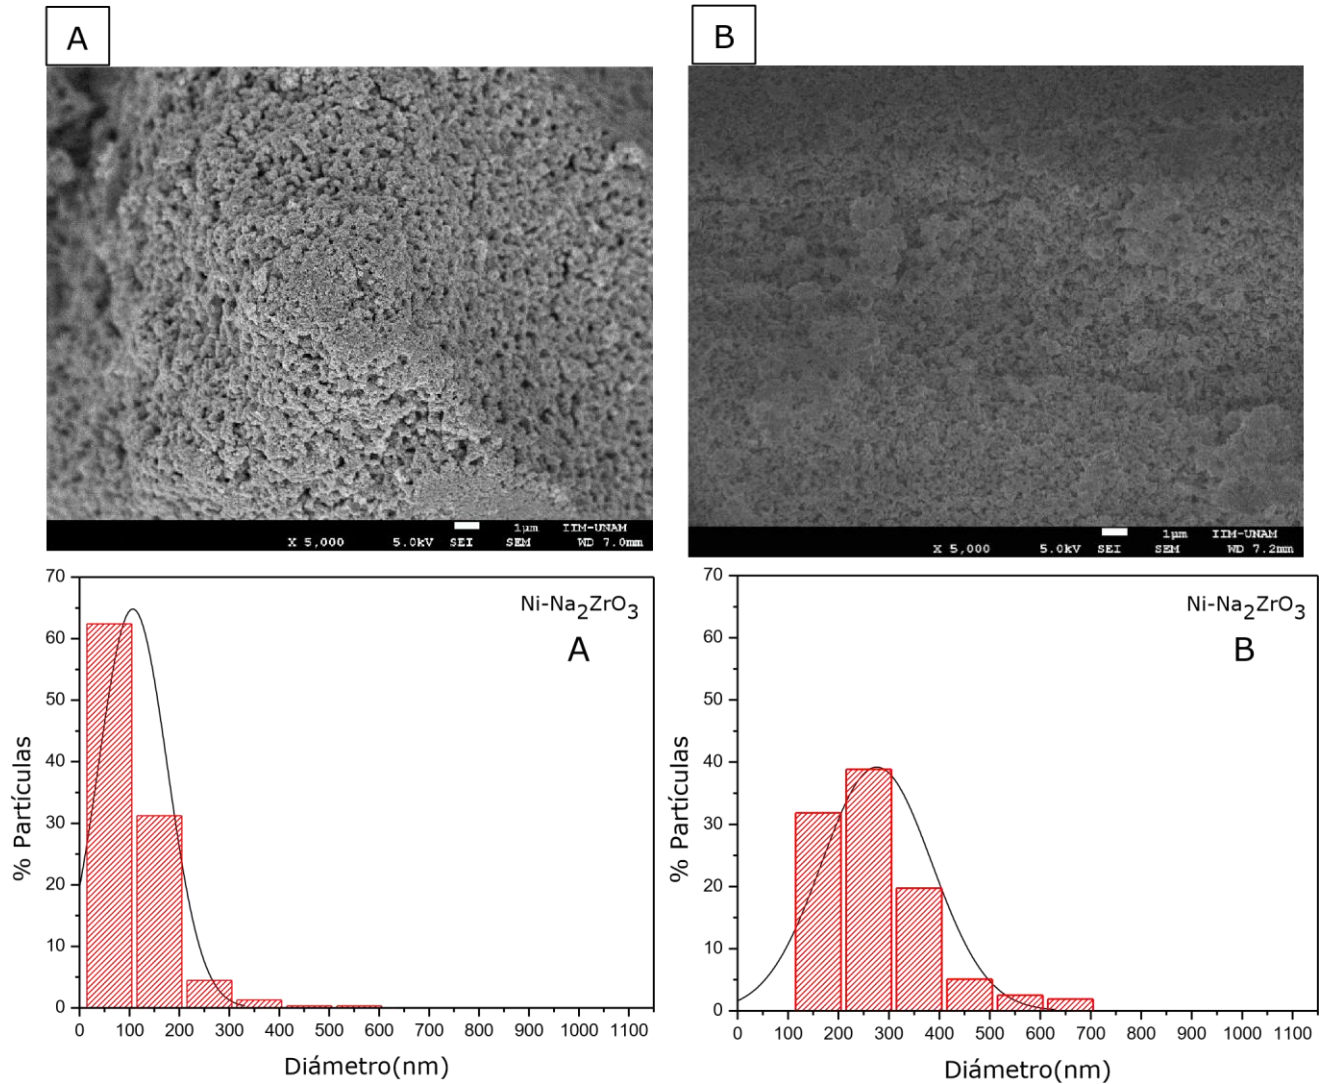 A
B
1µm IIM-UNAM
X 5,000 5.0kV SEI SEM WD 7.0mm
1µm IIM-UNAM
X 5,000 5.0kV SEI SEM WD 7.2mm
70
60
50
40
30
20
10
0
% Partículas
Ni-Na2ZrO3
A
0 100 200 300 400 500 600 700 800 900 1000 1100
Diámetro(nm)
70
60
50
40
30
20
10
0
% Partículas
Ni-Na2ZrO3
B
0 100 200 300 400 500 600 700 800 900 1000 1100
Diámetro(nm)